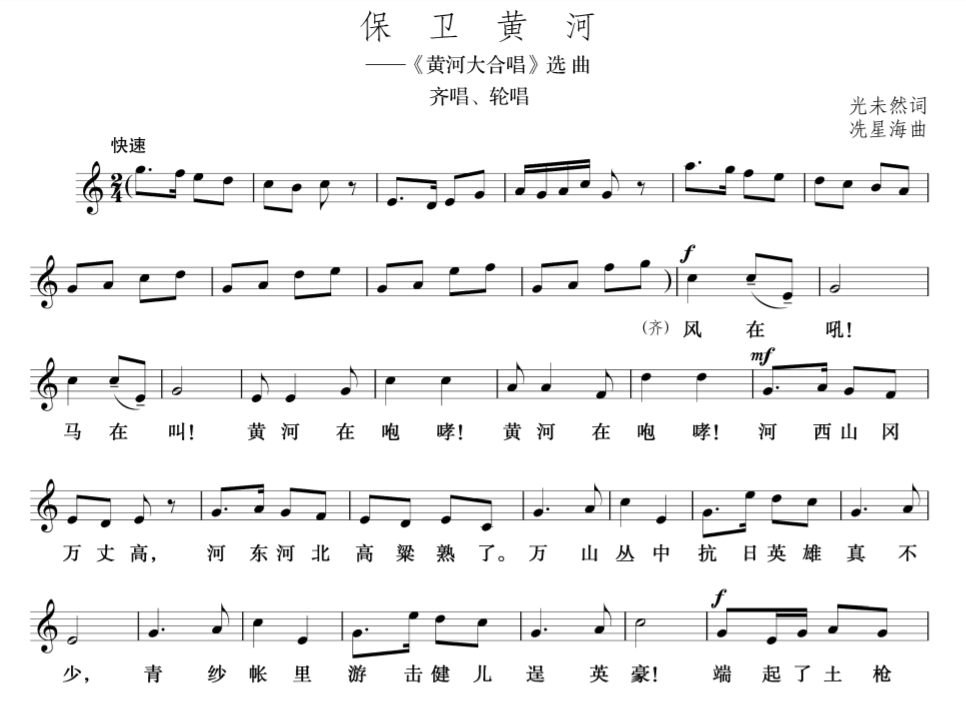 保卫黄河
——《黄河大合唱》选曲
齐唱、轮唱
光未然词
冼星海曲
快速
2/4
f
(齐) 风 在 吼!
mf
马 在 叫! 黄 河 在 咆 哮! 黄 河 在 咆 哮! 河 西 山 冈
万 丈 高, 河 东 河 北 高 粱 熟 了。 万 山 丛 中 抗 日 英 雄 真 不
f
少, 青 纱 帐 里 游 击 健 儿 逞 英 豪! 端 起 了 土 枪